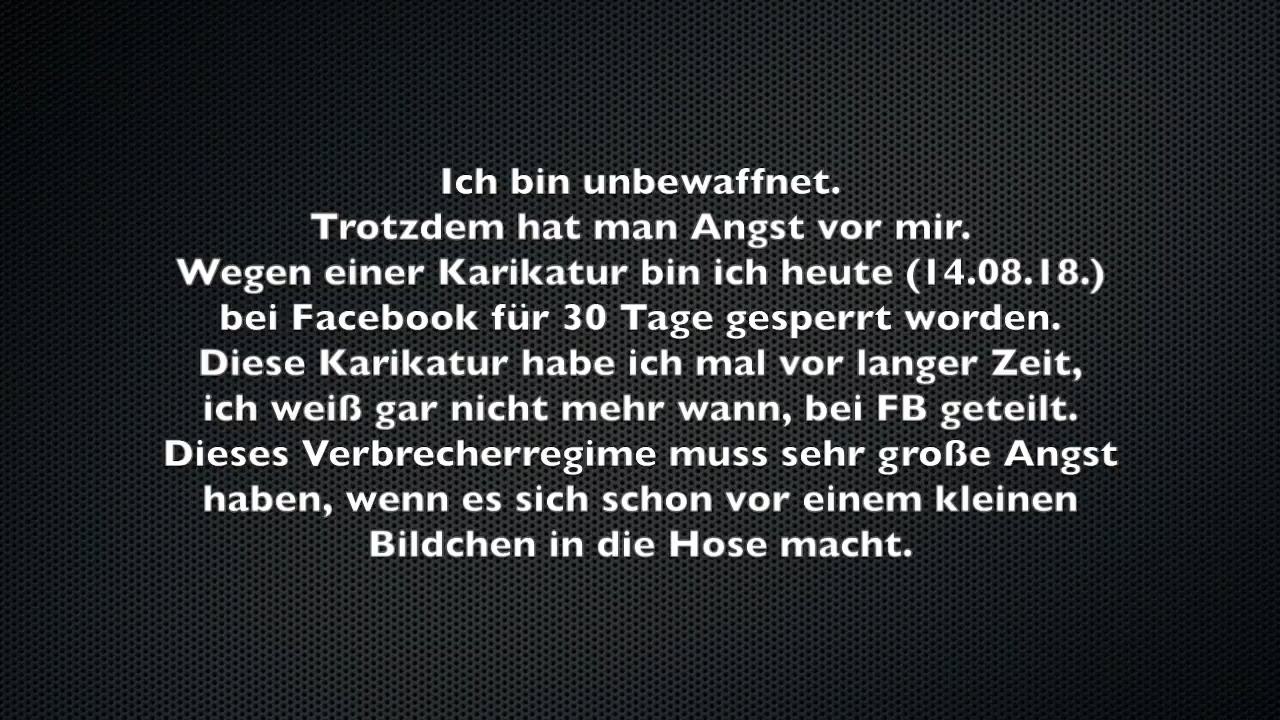 Ich bin unbewaffnet.
Trotzdem hat man Angst vor mir.
Wegen einer Karikatur bin ich heute (14.08.18.)
bei Facebook für 30 Tage gesperrt worden.
Diese Karikatur habe ich mal vor langer Zeit,
ich weiß gar nicht mehr wann, bei FB geteilt.
Dieses Verbrecherregime muss sehr große Angst
haben, wenn es sich schon vor einem kleinen
Bildchen in die Hose macht.